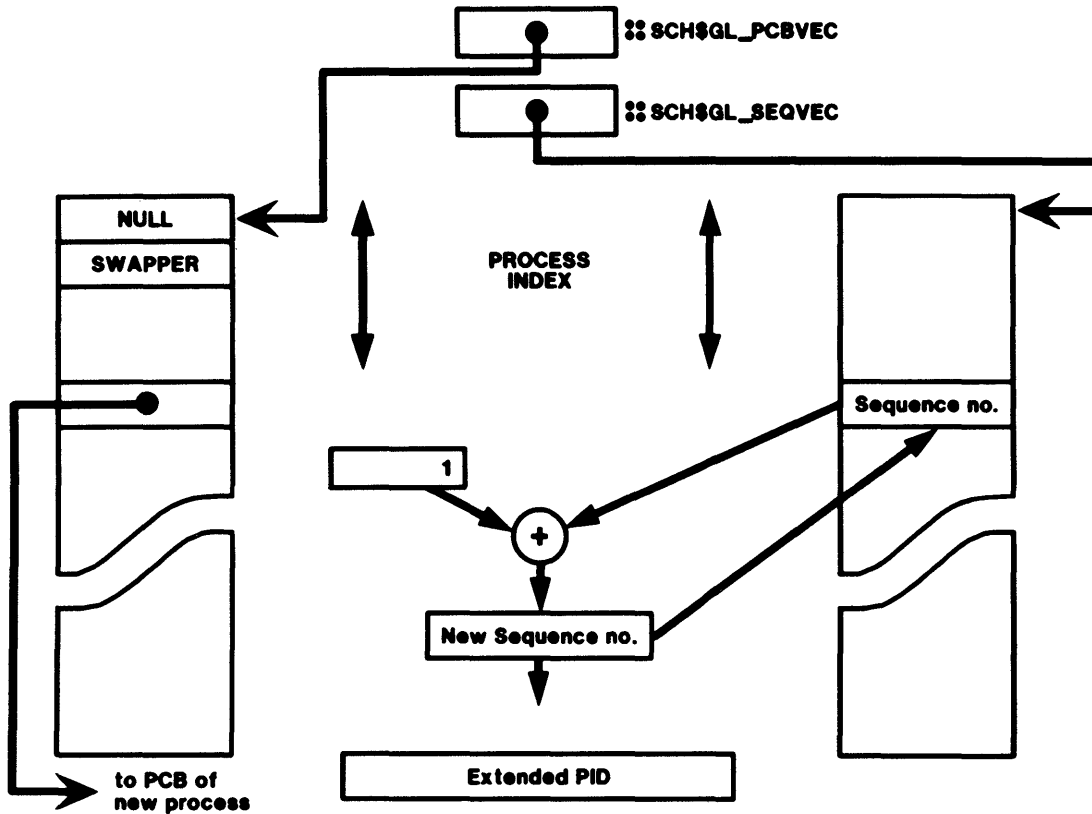 :: SCH$GL_PCBVEC
:: SCH$GL_SEQVEC
NULL
SWAPPER
PROCESS
INDEX
Sequence no.
1
+
New Sequence no.
Extended PID
to PCB of
new process